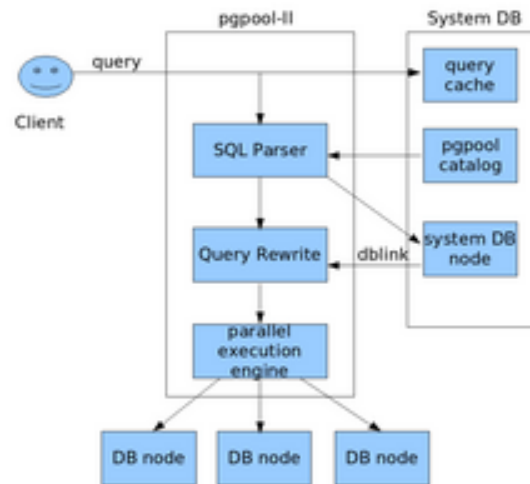 pgpool-II
System DB
query
query
cache
Client
SQL Parser
pgpool
catalog
Query Rewrite
dblink
system DB
node
parallel
execution
engine
DB node
DB node
DB node